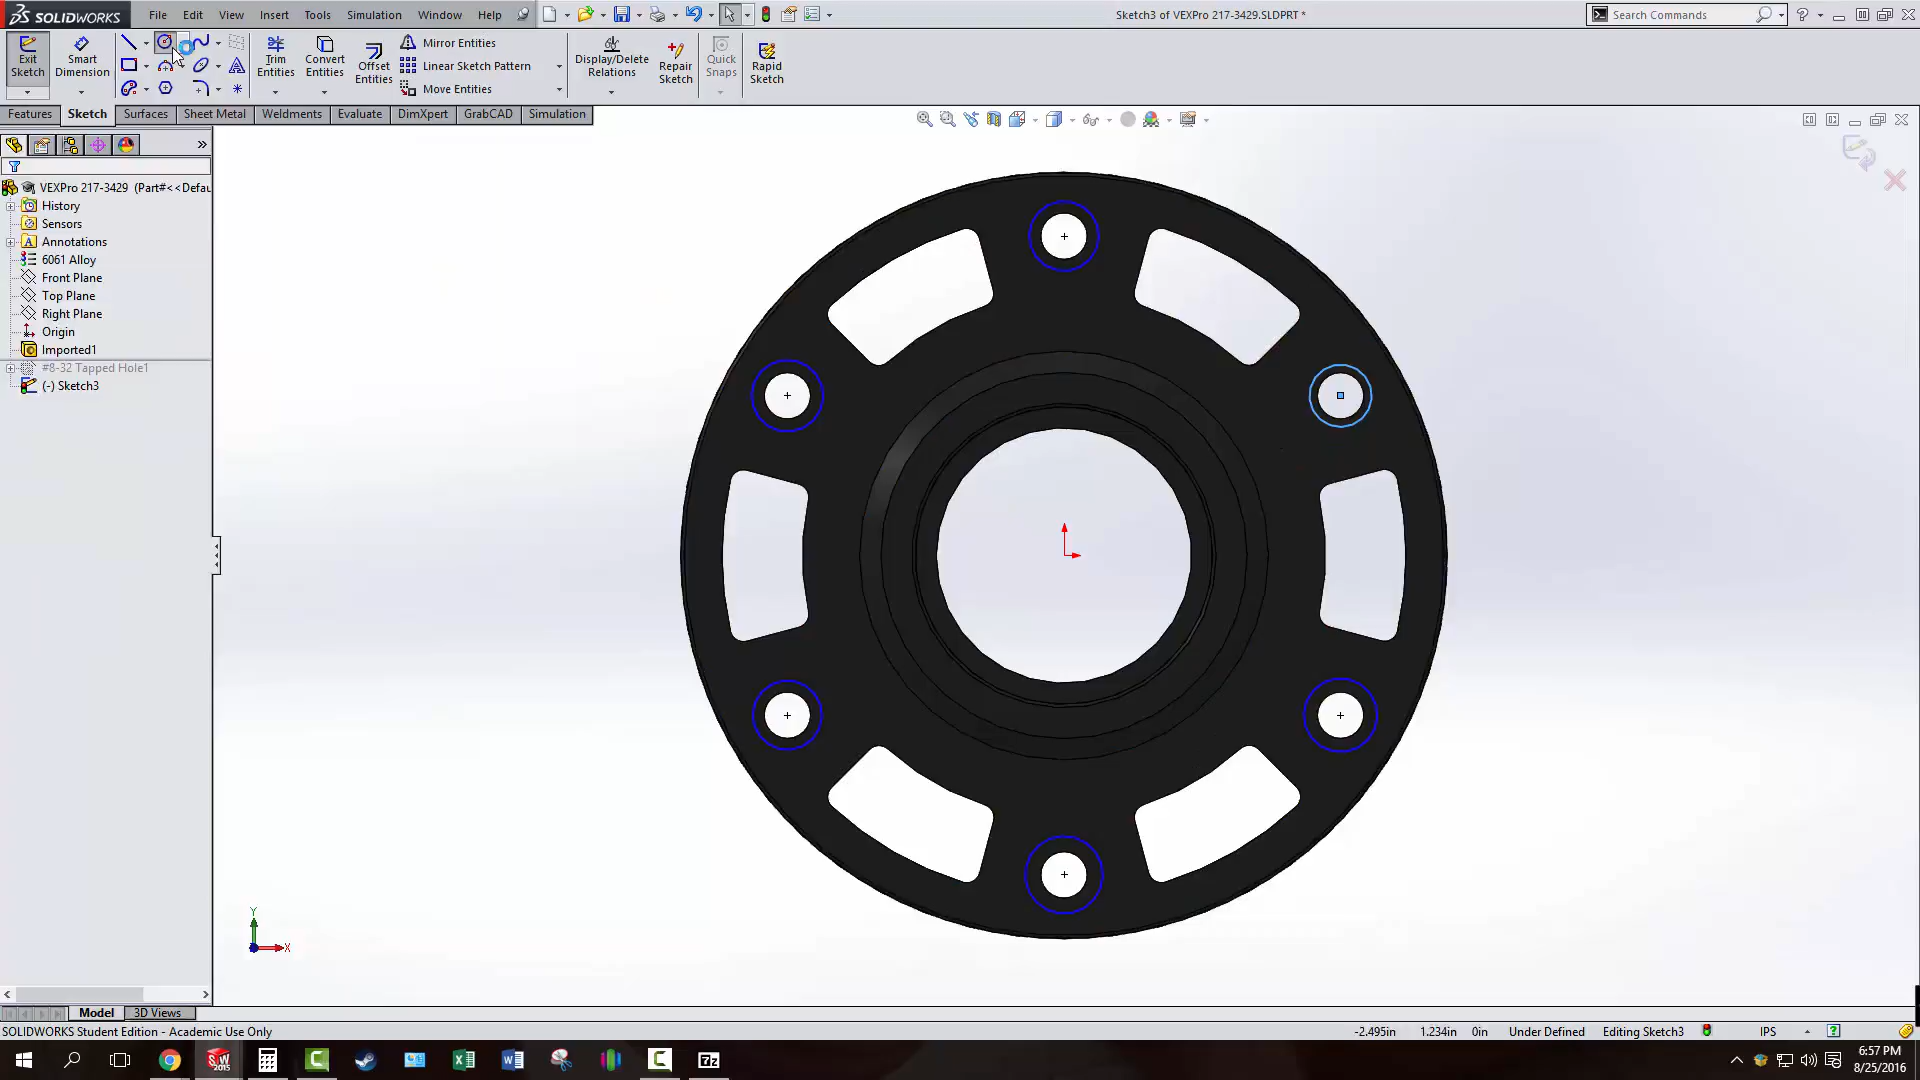 SOLIDWORKS
File Edit View Insert Tools Simulation Window Help
Sketch3 of VEXPro 217-3429.SLDPRT *
Search Commands
Exit Sketch
Smart Dimension
Trim Entities
Convert Entities
Offset Entities
Mirror Entities
Linear Sketch Pattern
Move Entities
Display/Delete Relations
Repair Sketch
Quick Snaps
Rapid Sketch
Features Sketch Surfaces Sheet Metal Weldments Evaluate DimXpert GrabCAD Simulation
VEXPro 217-3429 (Part#<<Defau
History
Sensors
Annotations
6061 Alloy
Front Plane
Top Plane
Right Plane
Origin
Imported1
#8-32 Tapped Hole1
(-) Sketch3
Y
X
Model 3D Views
SOLIDWORKS Student Edition - Academic Use Only
-2.495in 1.234in 0in Under Defined Editing Sketch3 IPS
6:57 PM
8/25/2016